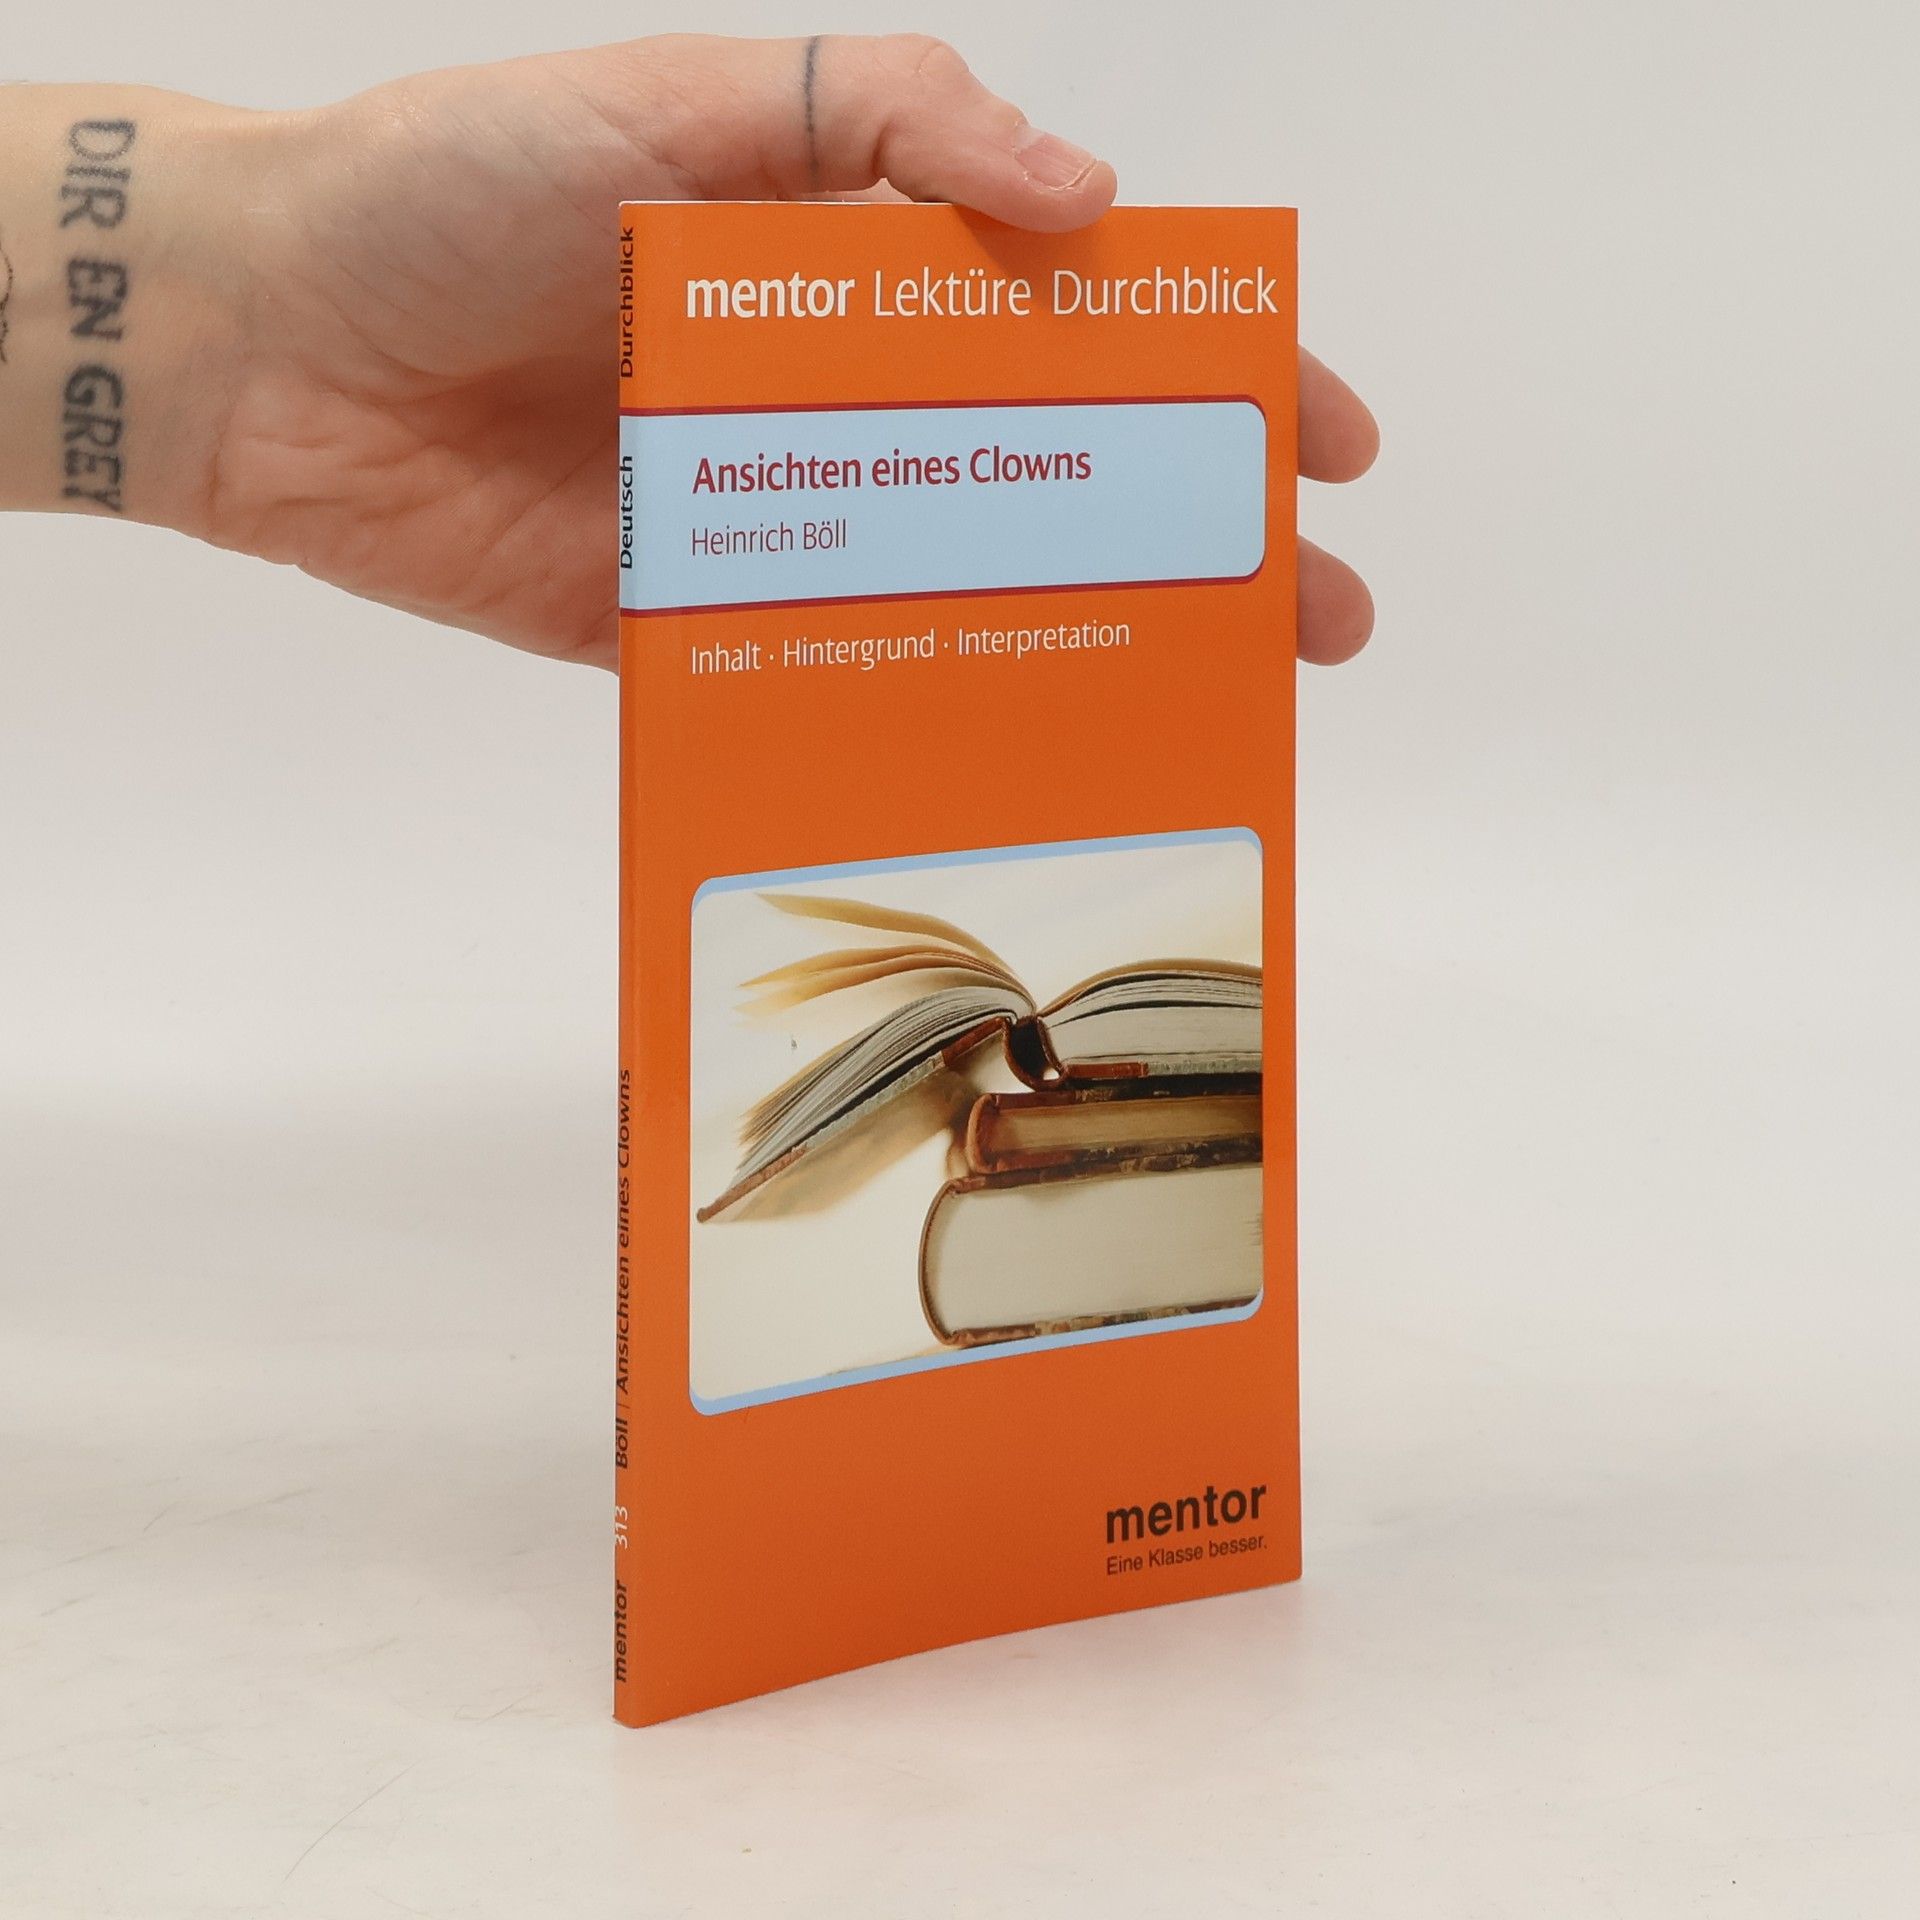 DIR EN GREY
mentor Lektüre Durchblick
Ansichten eines Clowns
Heinrich Böll
Inhalt · Hintergrund · Interpretation
mentor
Eine Klasse besser.
mentor 313 Böll | Ansichten eines Clowns Deutsch Durchblick